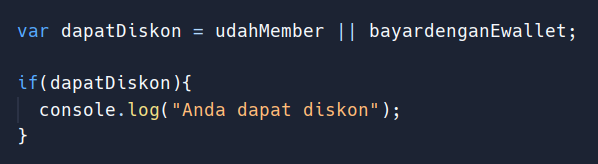 var dapatDiskon = udahMember || bayardenganEwallet;
if(dapatDiskon){
console.log("Anda dapat diskon");
}